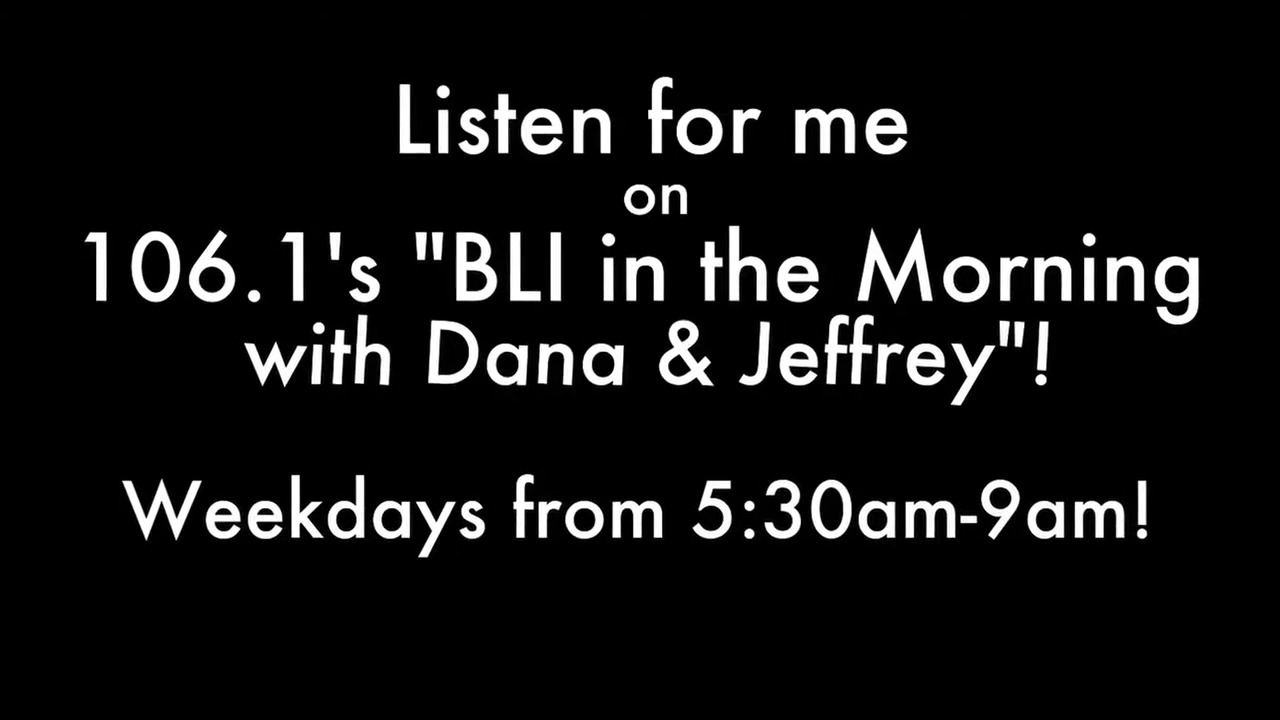 Listen for me
on
106.1's "BLI in the Morning
with Dana & Jeffrey"!
Weekdays from 5:30am-9am!